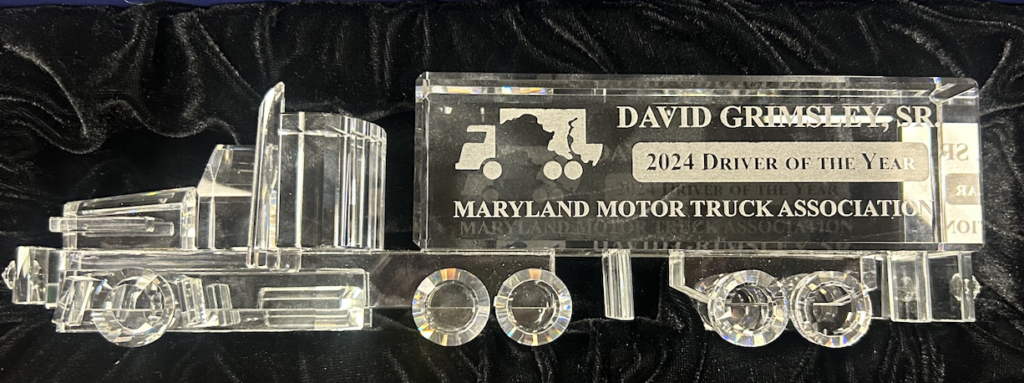 DAVID GRIMSLEY, SR.
2024 DRIVER OF THE YEAR
MARYLAND MOTOR TRUCK ASSOCIATION